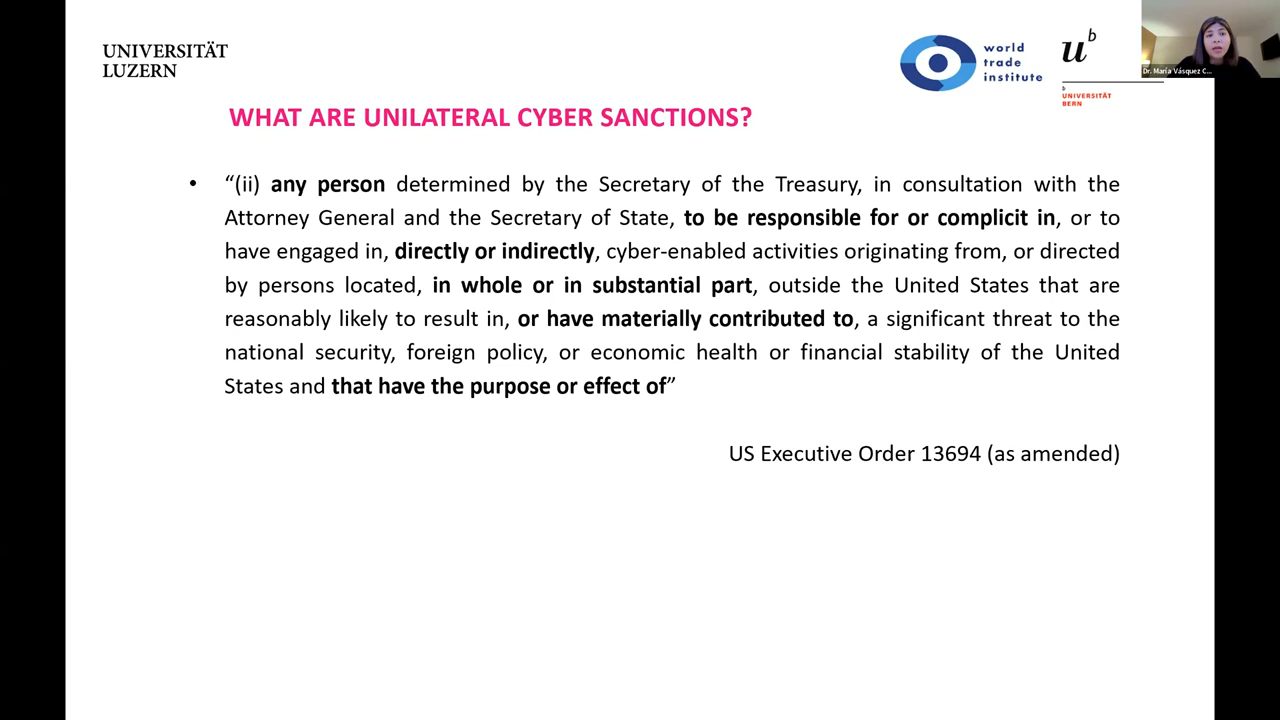 UNIVERSITÄT
LUZERN
world
trade
institute
u^b
b
UNIVERSITÄT
BERN
Dr. María Vásquez C...
WHAT ARE UNILATERAL CYBER SANCTIONS?
• “(ii) any person determined by the Secretary of the Treasury, in consultation with the
Attorney General and the Secretary of State, to be responsible for or complicit in, or to
have engaged in, directly or indirectly, cyber-enabled activities originating from, or directed
by persons located, in whole or in substantial part, outside the United States that are
reasonably likely to result in, or have materially contributed to, a significant threat to the
national security, foreign policy, or economic health or financial stability of the United
States and that have the purpose or effect of”
US Executive Order 13694 (as amended)